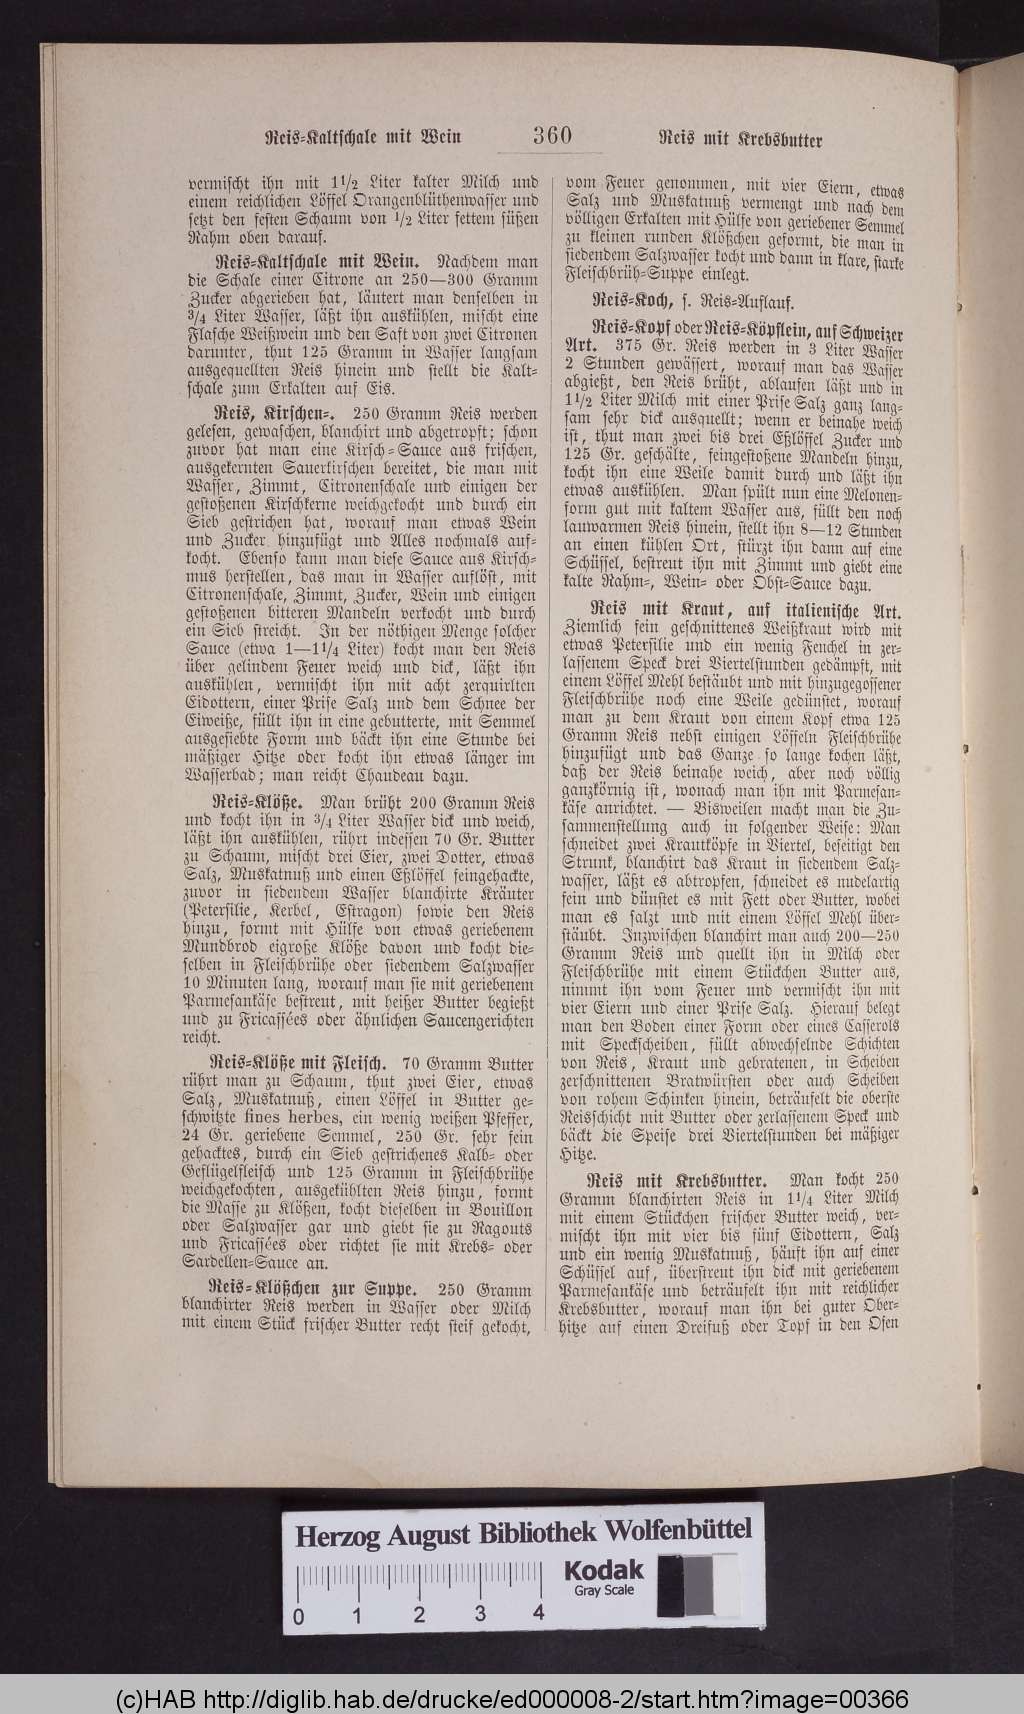 Reis-Kaltschale mit Wein 360 Reis mit Krebsbutter
vermischt ihn mit 1½ Liter kalter Milch und
einem reichlichen Löffel Orangenblüthenwasser und
setzt den festen Schaum von ½ Liter fettem süßen
Rahm oben darauf.
Reis-Kaltschale mit Wein. Nachdem man
die Schale einer Citrone an 250—300 Gramm
Zucker abgerieben hat, läutert man denselben in
¾ Liter Wasser, läßt ihn auskühlen, mischt eine
Flasche Weißwein und den Saft von zwei Citronen
darunter, thut 125 Gramm in Wasser langsam
ausgequellten Reis hinein und stellt die Kalt-
schale zum Erkalten auf Eis.
Reis, Kirschen-. 250 Gramm Reis werden
gelesen, gewaschen, blanchirt und abgetropft; schon
zuvor hat man eine Kirsch-Sauce aus frischen,
ausgekernten Sauerkirschen bereitet, die man mit
Wasser, Zimmt, Citronenschale und einigen der
gestoßenen Kirschkerne weichgekocht und durch ein
Sieb gestrichen hat, worauf man etwas Wein
und Zucker hinzufügt und Alles nochmals auf-
kocht. Ebenso kann man diese Sauce aus Kirsch-
mus herstellen, das man in Wasser auflöst, mit
Citronenschale, Zimmt, Zucker, Wein und einigen
gestoßenen bitteren Mandeln verkocht und durch
ein Sieb streicht. In der nöthigen Menge solcher
Sauce (etwa 1—1¼ Liter) kocht man den Reis
über gelindem Feuer weich und dick, läßt ihn
auskühlen, vermischt ihn mit acht zerquirlten
Eidottern, einer Prise Salz und dem Schnee der
Eiweiße, füllt ihn in eine gebutterte, mit Semmel
ausgesiebte Form und bäckt ihn eine Stunde bei
mäßiger Hitze oder kocht ihn etwas länger im
Wasserbad; man reicht Chaudeau dazu.
Reis-Klöße. Man brüht 200 Gramm Reis
und kocht ihn in ¾ Liter Wasser dick und weich,
läßt ihn auskühlen, rührt indessen 70 Gr. Butter
zu Schaum, mischt drei Eier, zwei Dotter, etwas
Salz, Muskatnuß und einen Eßlöffel feingehackte,
zuvor in siedendem Wasser blanchirte Kräuter
(Petersilie, Kerbel, Estragon) sowie den Reis
hinzu, formt mit Hülfe von etwas geriebenem
Mundbrod eigroße Klöße davon und kocht die-
selben in Fleischbrühe oder siedendem Salzwasser
10 Minuten lang, worauf man sie mit geriebenem
Parmesankäse bestreut, mit heißer Butter begießt
und zu Fricassées oder ähnlichen Saucengerichten
reicht.
Reis-Klöße mit Fleisch. 70 Gramm Butter
rührt man zu Schaum, thut zwei Eier, etwas
Salz, Muskatnuß, einen Löffel in Butter ge-
schwitzte fines herbes, ein wenig weißen Pfeffer,
24 Gr. geriebene Semmel, 250 Gr. sehr fein
gehacktes, durch ein Sieb gestrichenes Kalb- oder
Geflügelfleisch und 125 Gramm in Fleischbrühe
weichgekochten, ausgekühlten Reis hinzu, formt
die Masse zu Klößen, kocht dieselben in Bouillon
oder Salzwasser gar und giebt sie zu Ragouts
und Fricassées oder richtet sie mit Krebs- oder
Sardellen-Sauce an.
Reis-Klößchen zur Suppe. 250 Gramm
blanchirter Reis werden in Wasser oder Milch
mit einem Stück frischer Butter recht steif gekocht,
vom Feuer genommen, mit vier Eiern, etwas
Salz und Muskatnuß vermengt und nach dem
völligen Erkalten mit Hülfe von geriebener Semmel
zu kleinen runden Klößchen geformt, die man in
siedendem Salzwasser kocht und dann in klare, starke
Fleischbrüh-Suppe einlegt.
Reis-Koch, s. Reis-Auflauf.
Reis-Kopf oder Reis-Köpflein, auf Schweizer
Art. 375 Gr. Reis werden in 3 Liter Wasser
2 Stunden gewässert, worauf man das Wasser
abgießt, den Reis brüht, ablaufen läßt und in
1½ Liter Milch mit einer Prise Salz ganz lang-
sam sehr dick ausquellt; wenn er beinahe weich
ist, thut man zwei bis drei Eßlöffel Zucker und
125 Gr. geschälte, feingestoßene Mandeln hinzu,
kocht ihn eine Weile damit durch und läßt ihn
etwas auskühlen. Man spült nun eine Melonen-
form gut mit kaltem Wasser aus, füllt den noch
lauwarmen Reis hinein, stellt ihn 8—12 Stunden
an einen kühlen Ort, stürzt ihn dann auf eine
Schüssel, bestreut ihn mit Zimmt und giebt eine
kalte Rahm-, Wein- oder Obst-Sauce dazu.
Reis mit Kraut, auf italienische Art.
Ziemlich fein geschnittenes Weißkraut wird mit
etwas Petersilie und ein wenig Fenchel in zer-
lassenem Speck drei Viertelstunden gedämpft, mit
einem Löffel Mehl bestäubt und mit hinzugegossener
Fleischbrühe noch eine Weile gedünstet, worauf
man zu dem Kraut von einem Kopf etwa 125
Gramm Reis nebst einigen Löffeln Fleischbrühe
hinzufügt und das Ganze so lange kochen läßt,
daß der Reis beinahe weich, aber noch völlig
ganzkörnig ist, wonach man ihn mit Parmesan-
käse anrichtet. — Bisweilen macht man die Zu-
sammenstellung auch in folgender Weise: Man
schneidet zwei Krautköpfe in Viertel, beseitigt den
Strunk, blanchirt das Kraut in siedendem Salz-
wasser, läßt es abtropfen, schneidet es nudelartig
fein und dünstet es mit Fett oder Butter, wobei
man es salzt und mit einem Löffel Mehl über-
stäubt. Inzwischen blanchirt man auch 200—250
Gramm Reis und quellt ihn in Milch oder
Fleischbrühe mit einem Stückchen Butter aus,
nimmt ihn vom Feuer und vermischt ihn mit
vier Eiern und einer Prise Salz. Hierauf belegt
man den Boden einer Form oder eines Casserols
mit Speckscheiben, füllt abwechselnde Schichten
von Reis, Kraut und gebratenen, in Scheiben
zerschnittenen Bratwürsten oder auch Scheiben
von rohem Schinken hinein, beträufelt die oberste
Reisschicht mit Butter oder zerlassenem Speck und
bäckt die Speise drei Viertelstunden bei mäßiger
Hitze.
Reis mit Krebsbutter. Man kocht 250
Gramm blanchirten Reis in 1¼ Liter Milch
mit einem Stückchen frischer Butter weich, ver-
mischt ihn mit vier bis fünf Eidottern, Salz
und ein wenig Muskatnuß, häuft ihn auf einer
Schüssel auf, überstreut ihn dick mit geriebenem
Parmesankäse und beträufelt ihn mit reichlicher
Krebsbutter, worauf man ihn bei guter Ober-
hitze auf einen Dreifuß oder Topf in den Ofen
Herzog August Bibliothek Wolfenbüttel
Kodak
Gray Scale
0 1 2 3 4
(c)HAB http://diglib.hab.de/drucke/ed000008-2/start.htm?image=00366